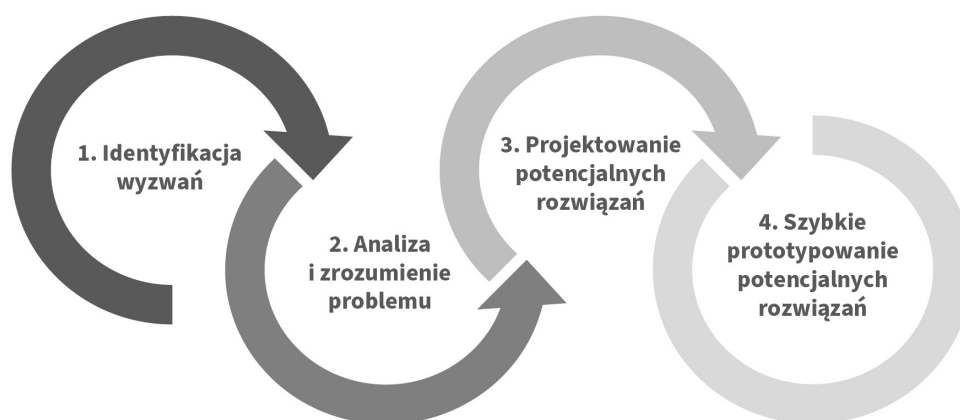 1. Identyfikacja
wyzwań
2. Analiza
i zrozumienie
problemu
3. Projektowanie
potencjalnych
rozwiązań
4. Szybkie
prototypowanie
potencjalnych
rozwiązań